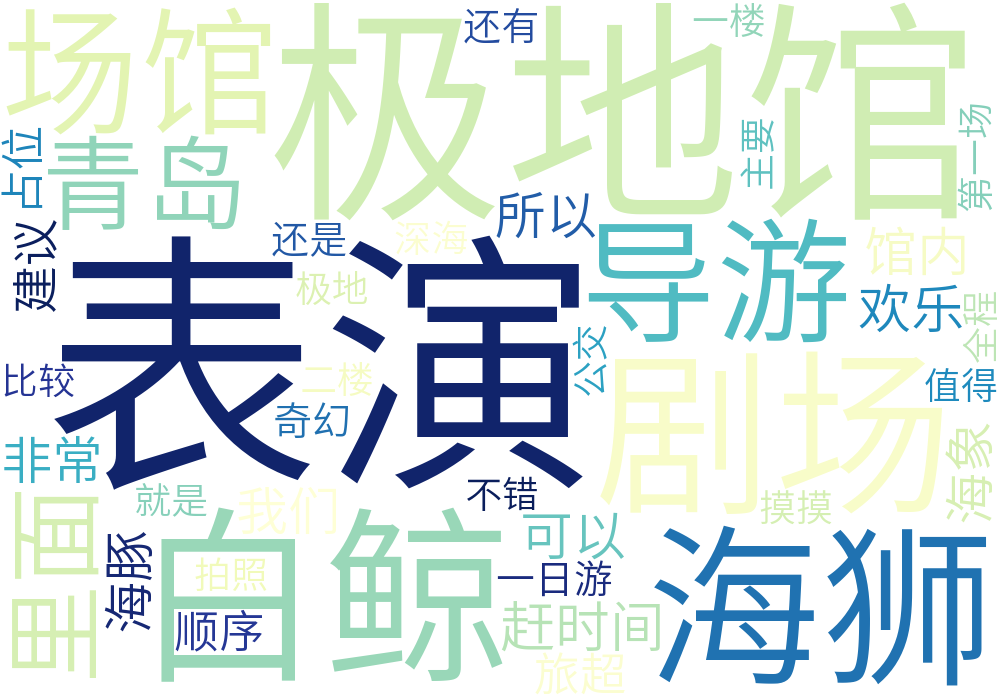 场馆
极地馆
还有
一楼
青岛
占位
主要
第一场
建议
表演
还是
深海
所以
导游
馆内
极地
欢乐
全程
比较
二楼
公交
剧场
值得
奇幻
非常
海象
就是
我们
不错
摸摸
里面
白鲸
可以
海狮
海豚
拍照
一日游
顺序
赶时间
旅超